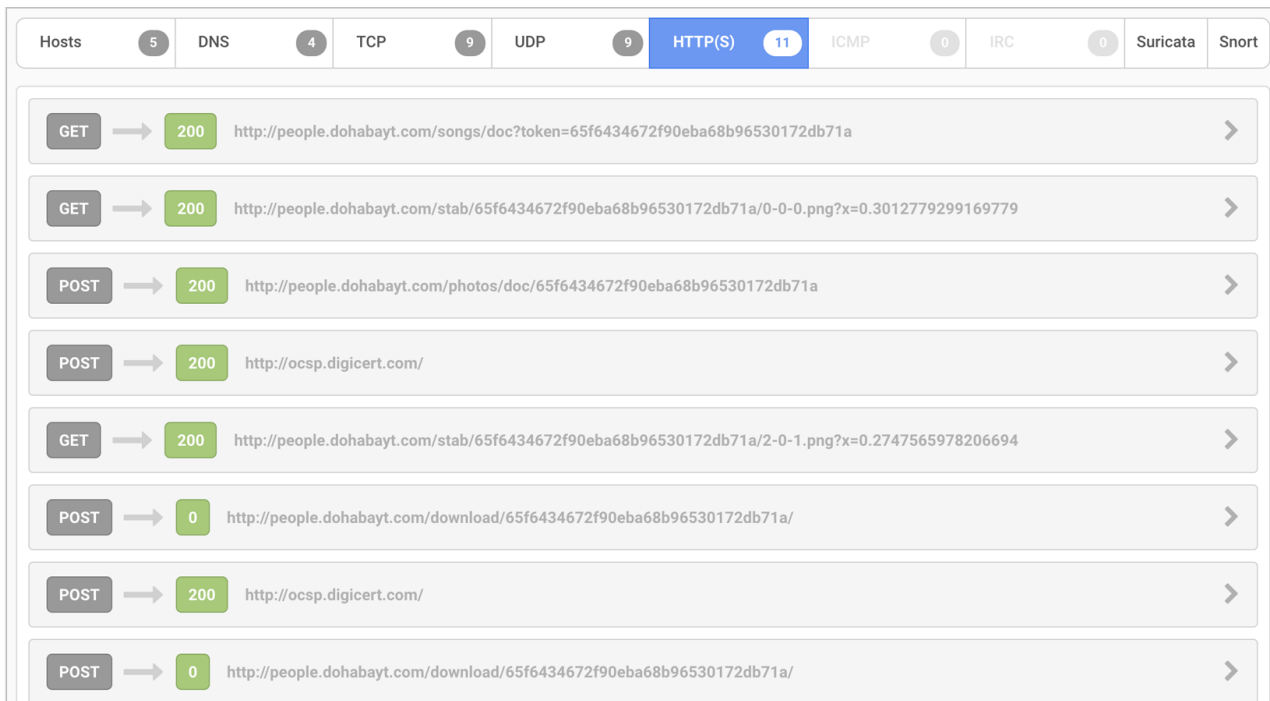 Hosts 5 DNS 4 TCP 9 UDP 9 HTTP(S) 11 ICMP 0 IRC 0 Suricata Snort
GET 200 http://people.dohabayt.com/songs/doc?token=65f6434672f90eba68b96530172db71a
GET 200 http://people.dohabayt.com/stab/65f6434672f90eba68b96530172db71a/0-0-0.png?x=0.3012779299169779
POST 200 http://people.dohabayt.com/photos/doc/65f6434672f90eba68b96530172db71a
POST 200 http://ocsp.digicert.com/
GET 200 http://people.dohabayt.com/stab/65f6434672f90eba68b96530172db71a/2-0-1.png?x=0.2747565978206694
POST 0 http://people.dohabayt.com/download/65f6434672f90eba68b96530172db71a/
POST 200 http://ocsp.digicert.com/
POST 0 http://people.dohabayt.com/download/65f6434672f90eba68b96530172db71a/